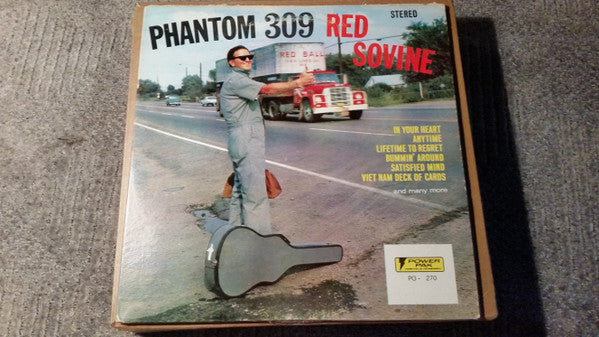 STEREO
PHANTOM 309 RED
SOVINE
RED BALL
IN YOUR HEART
ANYTIME
LIFETIME TO REGRET
BUMMIN' AROUND
SATISFIED MIND
VIET NAM DECK OF CARDS
and many more
POWER
PAK
PG - 270